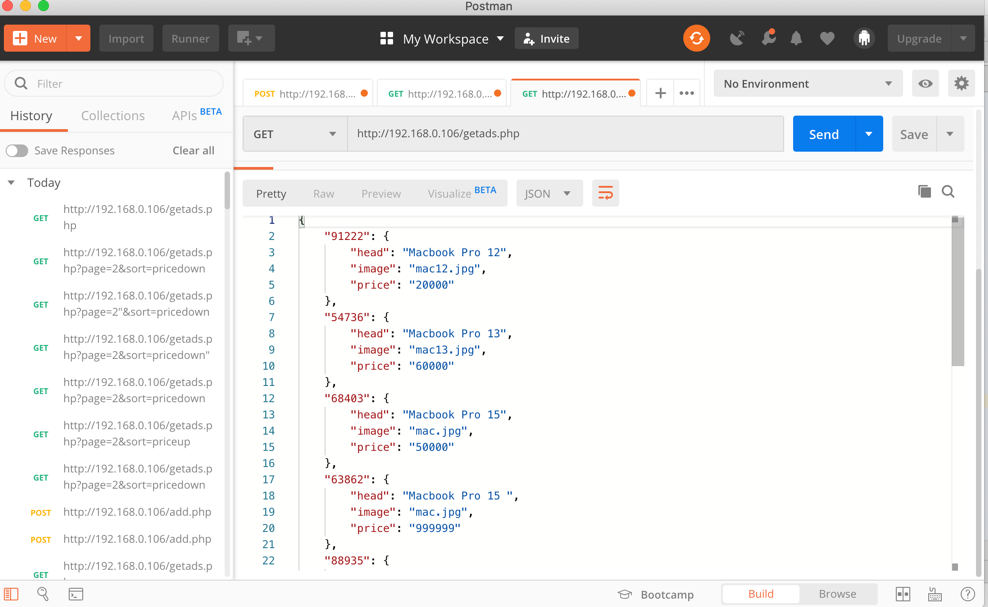 Postman
New
Import
Runner
My Workspace
Invite
Upgrade
Filter
History
Collections
APIs BETA
Save Responses
Clear all
Today
GET http://192.168.0.106/getads.p
hp
GET http://192.168.0.106/getads.p
hp?page=2&sort=pricedown
GET http://192.168.0.106/getads.p
hp?page=2"&sort=pricedown
GET http://192.168.0.106/getads.p
hp?page=2&sort=pricedown"
GET http://192.168.0.106/getads.p
hp?page=2&sort=pricedown
GET http://192.168.0.106/getads.p
hp?page=2&sort=priceup
GET http://192.168.0.106/getads.p
hp?page=2&sort=pricedown
POST http://192.168.0.106/add.php
POST http://192.168.0.106/add.php
GET http://192.168.0.106/getads.p
POST http://192.168....
GET http://192.168.0....
GET http://192.168.0....
No Environment
GET
http://192.168.0.106/getads.php
Send
Save
Pretty
Raw
Preview
Visualize BETA
JSON
1 {
2 "91222": {
3 "head": "Macbook Pro 12",
4 "image": "mac12.jpg",
5 "price": "20000"
6 },
7 "54736": {
8 "head": "Macbook Pro 13",
9 "image": "mac13.jpg",
10 "price": "60000"
11 },
12 "68403": {
13 "head": "Macbook Pro 15",
14 "image": "mac.jpg",
15 "price": "50000"
16 },
17 "63862": {
18 "head": "Macbook Pro 15 ",
19 "image": "mac.jpg",
20 "price": "999999"
21 },
22 "88935": {
Bootcamp
Build
Browse